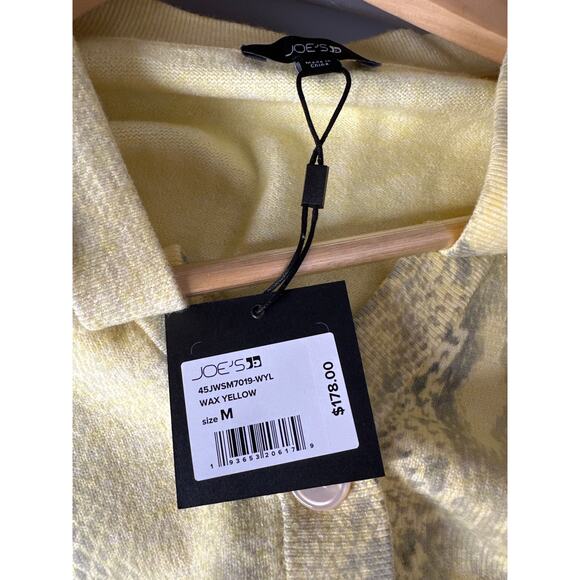 JOE'S
Made in
China
JOE'S
45JWSM7019-WYL
WAX YELLOW
size M
$178.00
1 93653 20617 9